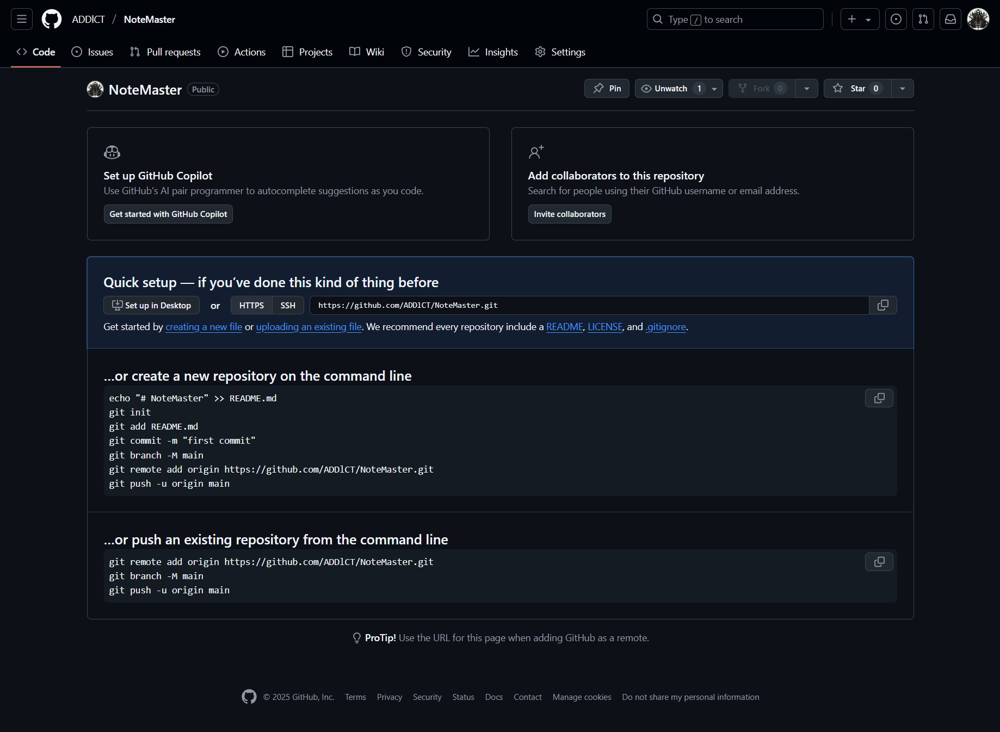 ADDlCT / NoteMaster
Type / to search
Code Issues Pull requests Actions Projects Wiki Security Insights Settings
NoteMaster Public
Pin Unwatch 1 Fork 0 Star 0
Set up GitHub Copilot
Use GitHub's AI pair programmer to autocomplete suggestions as you code.
Get started with GitHub Copilot
Add collaborators to this repository
Search for people using their GitHub username or email address.
Invite collaborators
Quick setup — if you’ve done this kind of thing before
Set up in Desktop or HTTPS SSH https://github.com/ADDlCT/NoteMaster.git
Get started by creating a new file or uploading an existing file. We recommend every repository include a README, LICENSE, and .gitignore.
…or create a new repository on the command line
echo "# NoteMaster" >> README.md
git init
git add README.md
git commit -m "first commit"
git branch -M main
git remote add origin https://github.com/ADDlCT/NoteMaster.git
git push -u origin main
…or push an existing repository from the command line
git remote add origin https://github.com/ADDlCT/NoteMaster.git
git branch -M main
git push -u origin main
ProTip! Use the URL for this page when adding GitHub as a remote.
© 2025 GitHub, Inc. Terms Privacy Security Status Docs Contact Manage cookies Do not share my personal information